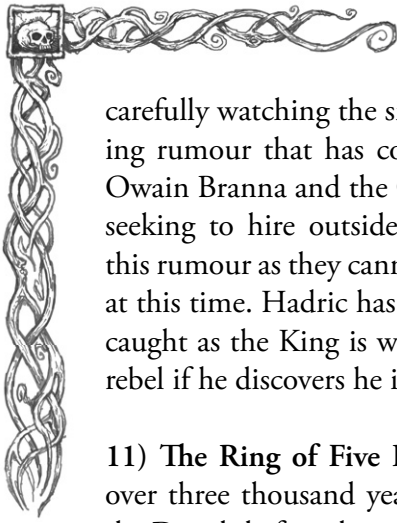 carefully watching the
ing rumour that has co
Owain Branna and the
seeking to hire outside
this rumour as they cann
at this time. Hadric has
caught as the King is w
rebel if he discovers he i
11) The Ring of Five
over three thousand yea